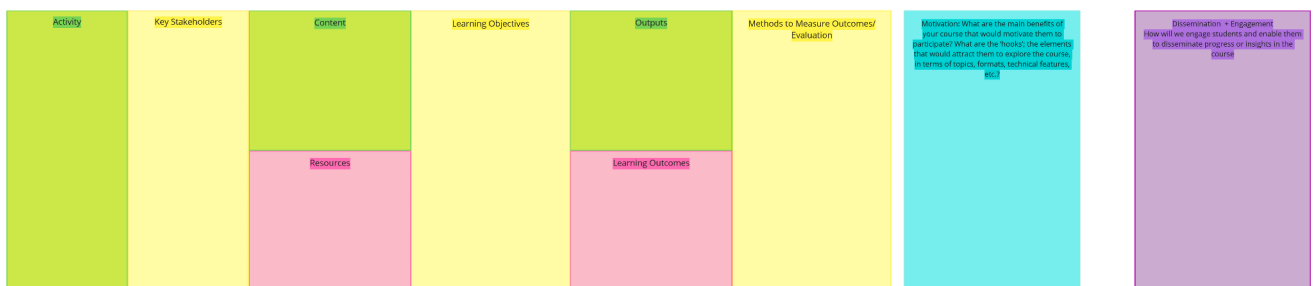 Activity
Key Stakeholders
Content
Learning Objectives
Outputs
Methods to Measure Outcomes/
Evaluation
Resources
Learning Outcomes
Motivation: What are the main benefits of
your course that would motivate them to
participate? What are the 'hooks'; the elements
that would attract them to explore the course,
in terms of topics, formats, technical features,
etc.?
Dissemination + Engagement
How will we engage students and enable them
to disseminate progress or insights in the
course